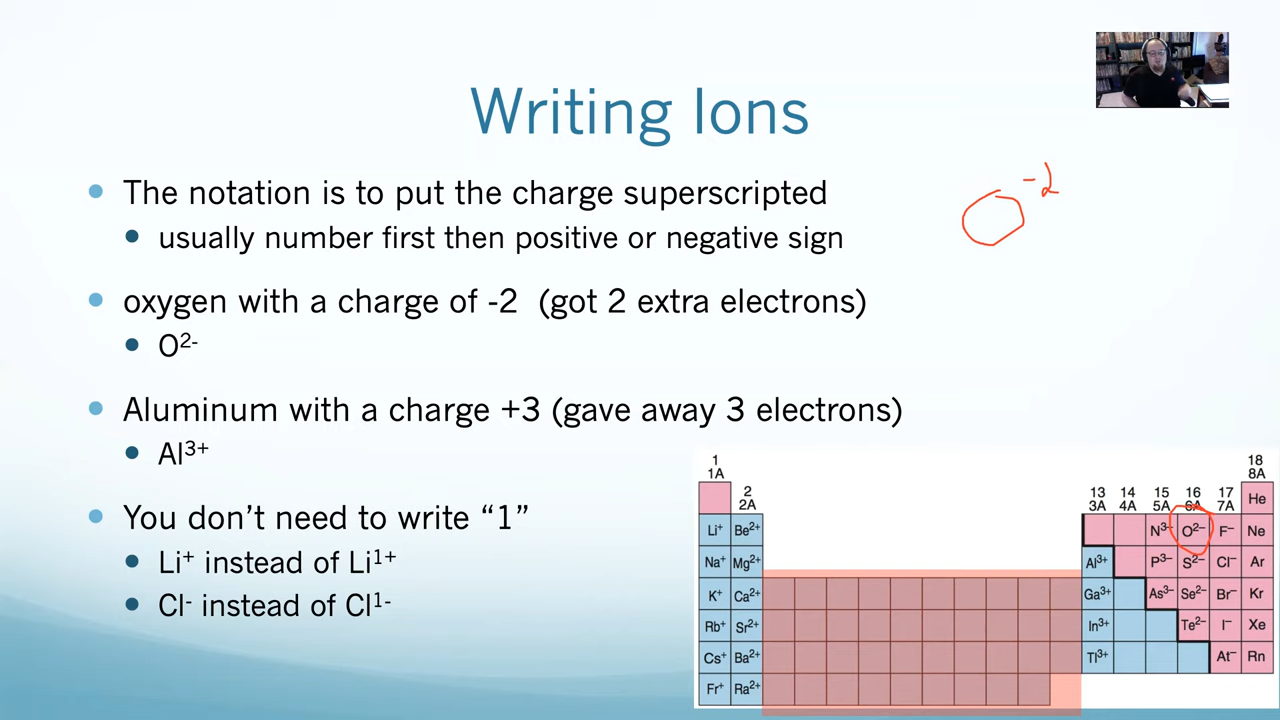 Writing Ions
The notation is to put the charge superscripted
usually number first then positive or negative sign
O -2
oxygen with a charge of -2 (got 2 extra electrons)
O²⁻
Aluminum with a charge +3 (gave away 3 electrons)
Al³⁺
You don’t need to write “1”
Li⁺ instead of Li¹⁺
Cl⁻ instead of Cl¹⁻
1 18
1A 8A
2 13 14 15 16 17 He
2A 3A 4A 5A 6A 7A
Li⁺ Be²⁺ N³⁻ O²⁻ F⁻ Ne
Na⁺ Mg²⁺ Al³⁺ P³⁻ S²⁻ Cl⁻ Ar
K⁺ Ca²⁺ Ga³⁺ As³⁻ Se²⁻ Br⁻ Kr
Rb⁺ Sr²⁺ In³⁺ Te²⁻ I⁻ Xe
Cs⁺ Ba²⁺ Tl³⁺ At⁻ Rn
Fr⁺ Ra²⁺